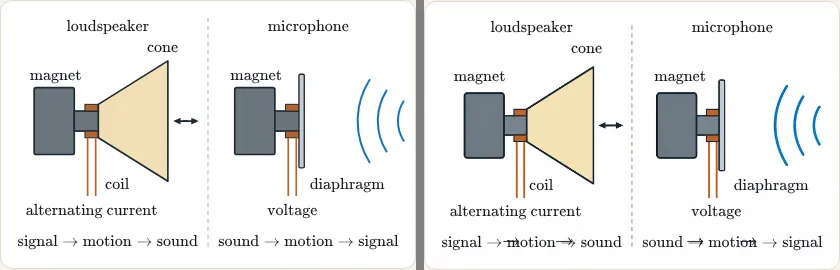 loudspeaker
cone
magnet
coil
alternating current
signal → motion → sound
microphone
magnet
diaphragm
voltage
sound → motion → signal
loudspeaker
cone
magnet
coil
alternating current
signal → motion → sound
microphone
magnet
diaphragm
voltage
sound → motion → signal